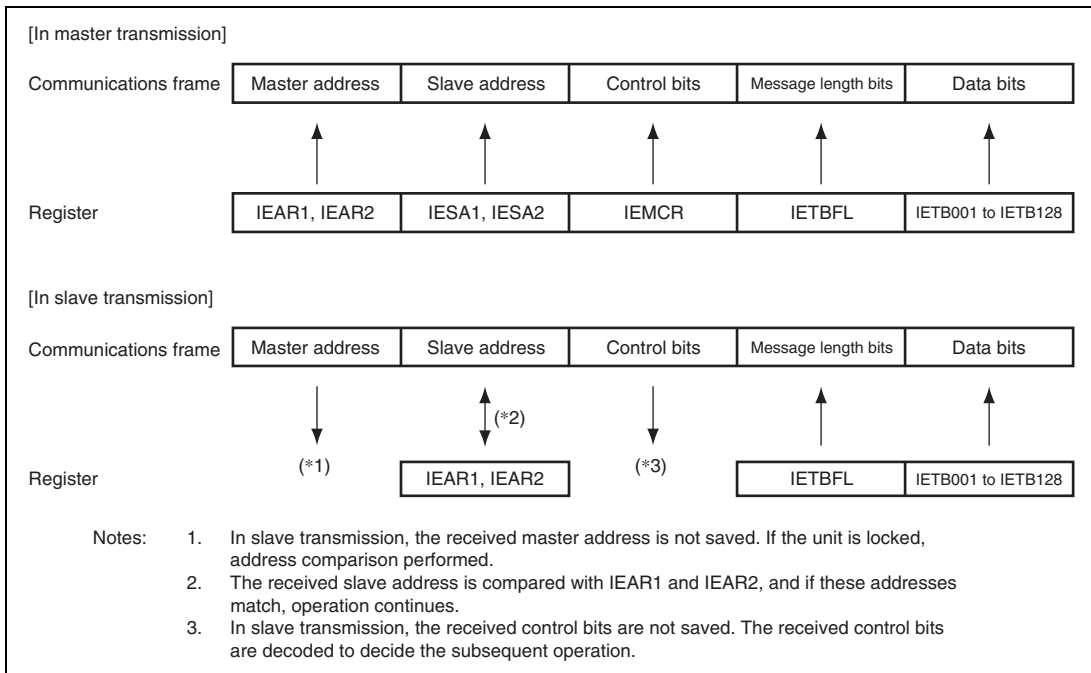 [In master transmission]
Communications frame Master address Slave address Control bits Message length bits Data bits
Register IEAR1, IEAR2 IESA1, IESA2 IEMCR IETBFL IETB001 to IETB128
[In slave transmission]
Communications frame Master address Slave address Control bits Message length bits Data bits
(*2)
Register (*1) IEAR1, IEAR2 (*3) IETBFL IETB001 to IETB128
Notes: 1. In slave transmission, the received master address is not saved. If the unit is locked,
address comparison performed.
2. The received slave address is compared with IEAR1 and IEAR2, and if these addresses
match, operation continues.
3. In slave transmission, the received control bits are not saved. The received control bits
are decoded to decide the subsequent operation.